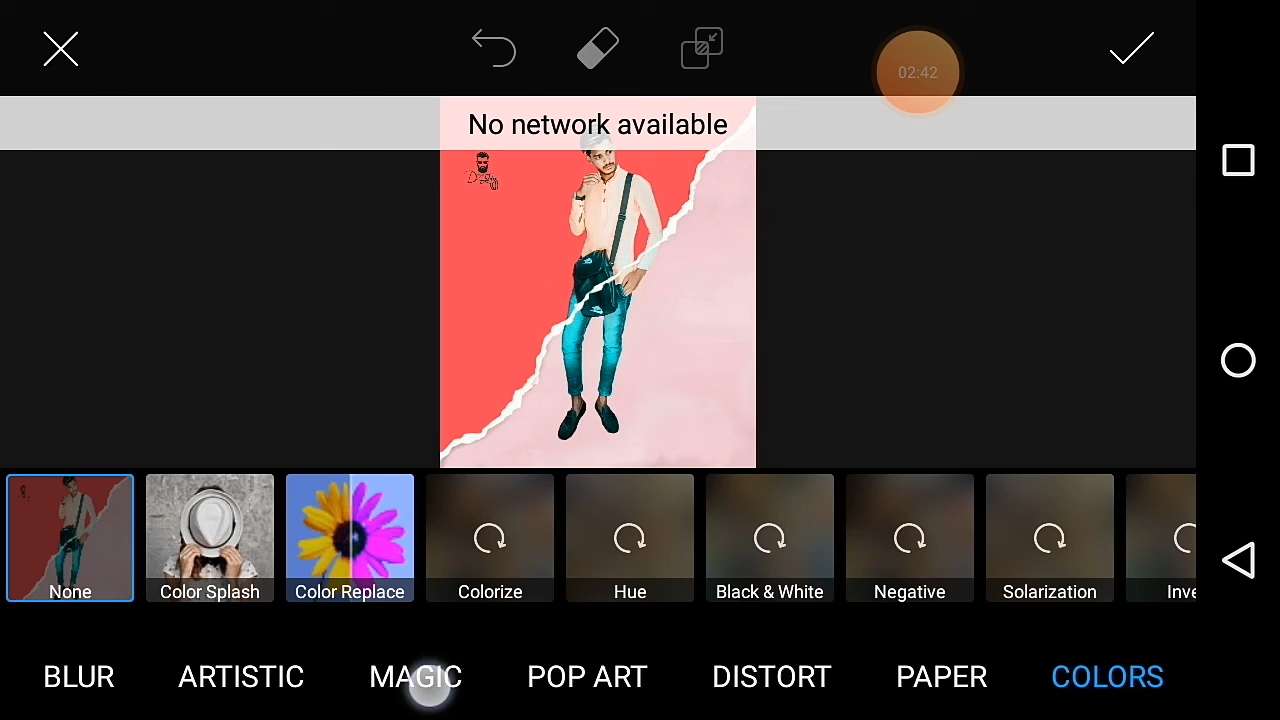 02:42
No network available
None
Color Splash
Color Replace
Colorize
Hue
Black & White
Negative
Solarization
Inve
BLUR
ARTISTIC
MAGIC
POP ART
DISTORT
PAPER
COLORS